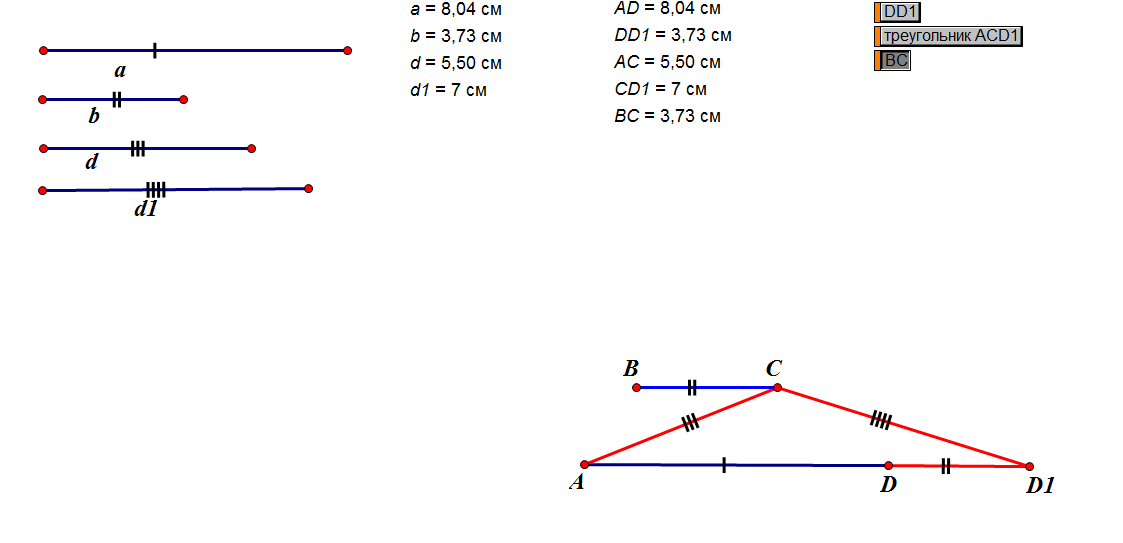 a
b
d
d1
a = 8,04 см
b = 3,73 см
d = 5,50 см
d1 = 7 см
AD = 8,04 см
DD1 = 3,73 см
AC = 5,50 см
CD1 = 7 см
BC = 3,73 см
DD1
треугольник ACD1
BC
B C
A D D1